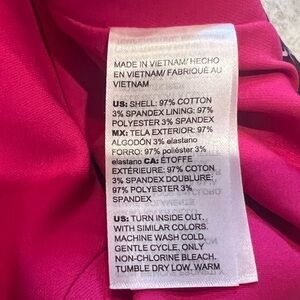 MADE IN VIETNAM/ HECHO
EN VIETNAM/ FABRIQUÉ AU
VIETNAM
US: SHELL: 97% COTTON
3% SPANDEX LINING: 97%
POLYESTER 3% SPANDEX
MX: TELA EXTERIOR: 97%
ALGODÓN 3% elastano
FORRO: 97% poliéster 3%
elastano CA: ÉTOFFE
EXTÉRIEURE: 97% COTON
3% SPANDEX DOUBLURE:
97% POLYESTER 3%
SPANDEX
US: TURN INSIDE OUT,
WITH SIMILAR COLORS.
MACHINE WASH COLD,
GENTLE CYCLE, ONLY
NON-CHLORINE BLEACH.
TUMBLE DRY LOW, WARM